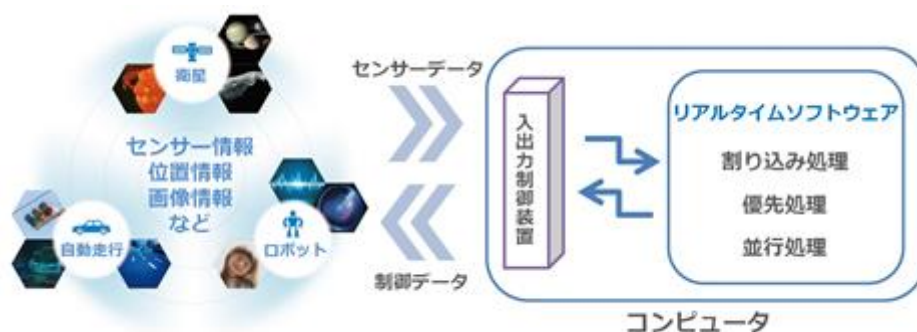 衛星
センサー情報
位置情報
画像情報
など
自動走行
ロボット
センサーデータ
制御データ
入出力制御装置
リアルタイムソフトウェア
割り込み処理
優先処理
並行処理
コンピュータ